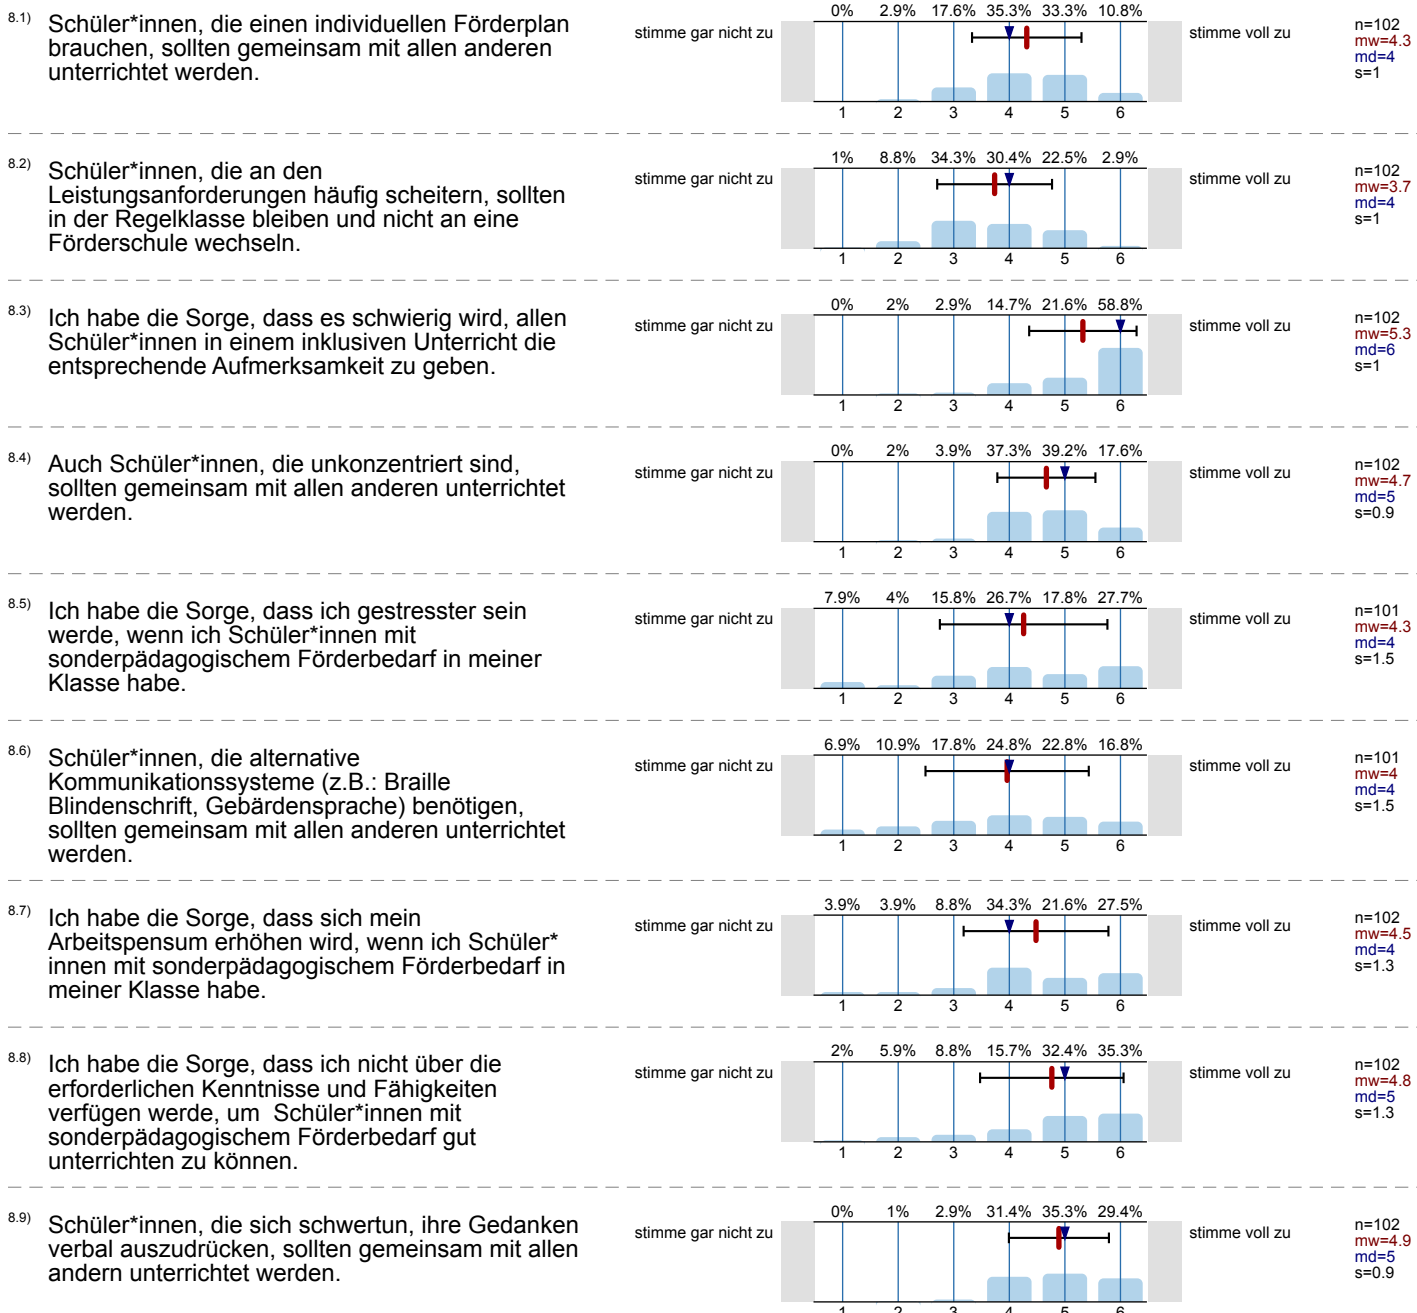 8.1) Schüler*innen, die einen individuellen Förderplan
brauchen, sollten gemeinsam mit allen anderen
unterrichtet werden.
stimme gar nicht zu
0% 2.9% 17.6% 35.3% 33.3% 10.8%
1 2 3 4 5 6
stimme voll zu
n=102
mw=4.3
md=4
s=1
8.2) Schüler*innen, die an den
Leistungsanforderungen häufig scheitern, sollten
in der Regelklasse bleiben und nicht an eine
Förderschule wechseln.
stimme gar nicht zu
1% 8.8% 34.3% 30.4% 22.5% 2.9%
1 2 3 4 5 6
stimme voll zu
n=102
mw=3.7
md=4
s=1
8.3) Ich habe die Sorge, dass es schwierig wird, allen
Schüler*innen in einem inklusiven Unterricht die
entsprechende Aufmerksamkeit zu geben.
stimme gar nicht zu
0% 2% 2.9% 14.7% 21.6% 58.8%
1 2 3 4 5 6
stimme voll zu
n=102
mw=5.3
md=6
s=1
8.4) Auch Schüler*innen, die unkonzentriert sind,
sollten gemeinsam mit allen anderen unterrichtet
werden.
stimme gar nicht zu
0% 2% 3.9% 37.3% 39.2% 17.6%
1 2 3 4 5 6
stimme voll zu
n=102
mw=4.7
md=5
s=0.9
8.5) Ich habe die Sorge, dass ich gestresster sein
werde, wenn ich Schüler*innen mit
sonderpädagogischem Förderbedarf in meiner
Klasse habe.
stimme gar nicht zu
7.9% 4% 15.8% 26.7% 17.8% 27.7%
1 2 3 4 5 6
stimme voll zu
n=101
mw=4.3
md=4
s=1.5
8.6) Schüler*innen, die alternative
Kommunikationssysteme (z.B.: Braille
Blindenschrift, Gebärdensprache) benötigen,
sollten gemeinsam mit allen anderen unterrichtet
werden.
stimme gar nicht zu
6.9% 10.9% 17.8% 24.8% 22.8% 16.8%
1 2 3 4 5 6
stimme voll zu
n=101
mw=4
md=4
s=1.5
8.7) Ich habe die Sorge, dass sich mein
Arbeitspensum erhöhen wird, wenn ich Schüler*
innen mit sonderpädagogischem Förderbedarf in
meiner Klasse habe.
stimme gar nicht zu
3.9% 3.9% 8.8% 34.3% 21.6% 27.5%
1 2 3 4 5 6
stimme voll zu
n=102
mw=4.5
md=4
s=1.3
8.8) Ich habe die Sorge, dass ich nicht über die
erforderlichen Kenntnisse und Fähigkeiten
verfügen werde, um Schüler*innen mit
sonderpädagogischem Förderbedarf gut
unterrichten zu können.
stimme gar nicht zu
2% 5.9% 8.8% 15.7% 32.4% 35.3%
1 2 3 4 5 6
stimme voll zu
n=102
mw=4.8
md=5
s=1.3
8.9) Schüler*innen, die sich schwertun, ihre Gedanken
verbal auszudrücken, sollten gemeinsam mit allen
andern unterrichtet werden.
stimme gar nicht zu
0% 1% 2.9% 31.4% 35.3% 29.4%
1 2 3 4 5 6
stimme voll zu
n=102
mw=4.9
md=5
s=0.9